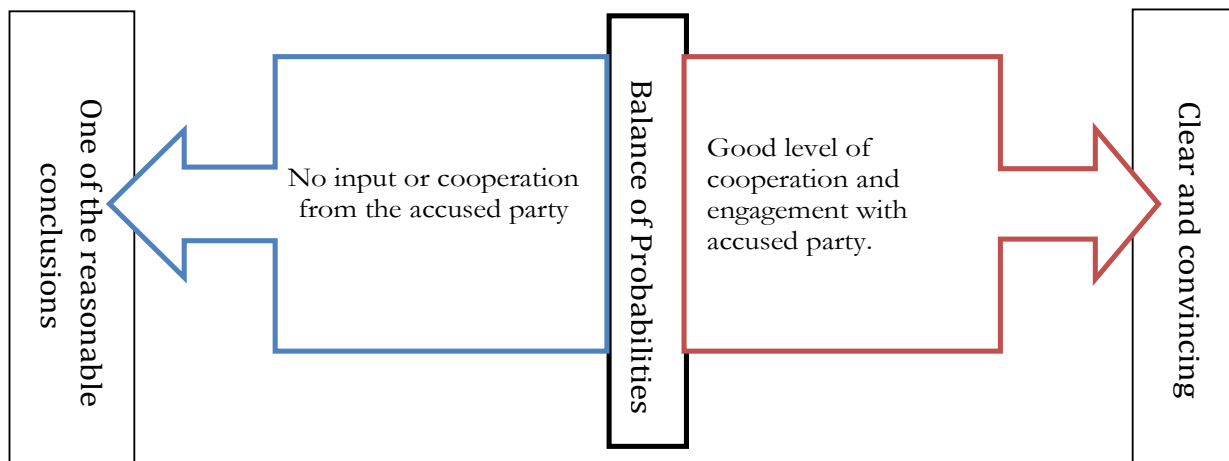 One of the reasonable
conclusions
No input or cooperation
from the accused party
Balance of Probabilities
Good level of
cooperation and
engagement with
accused party.
Clear and convincing